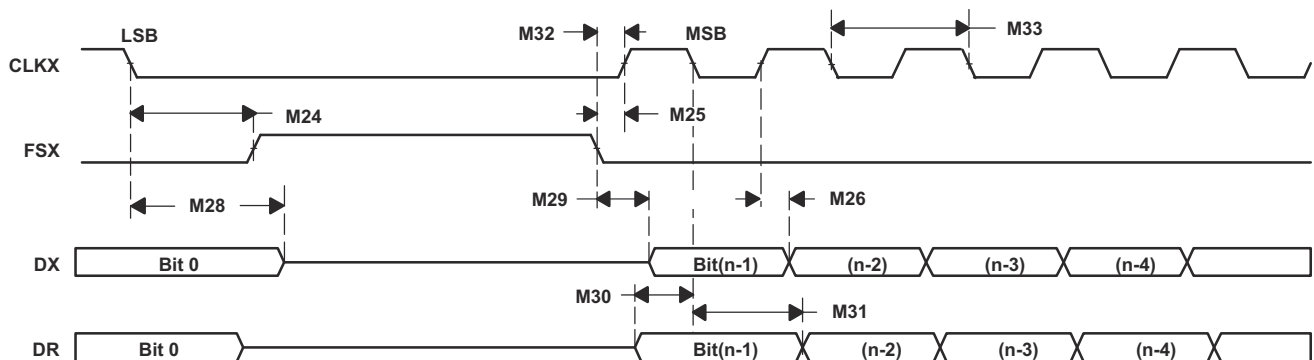 LSB M32 MSB M33
CLKX
M24 M25
FSX
M28 M29 M26
DX Bit 0 Bit(n-1) (n-2) (n-3) (n-4)
M30 M31
DR Bit 0 Bit(n-1) (n-2) (n-3) (n-4)